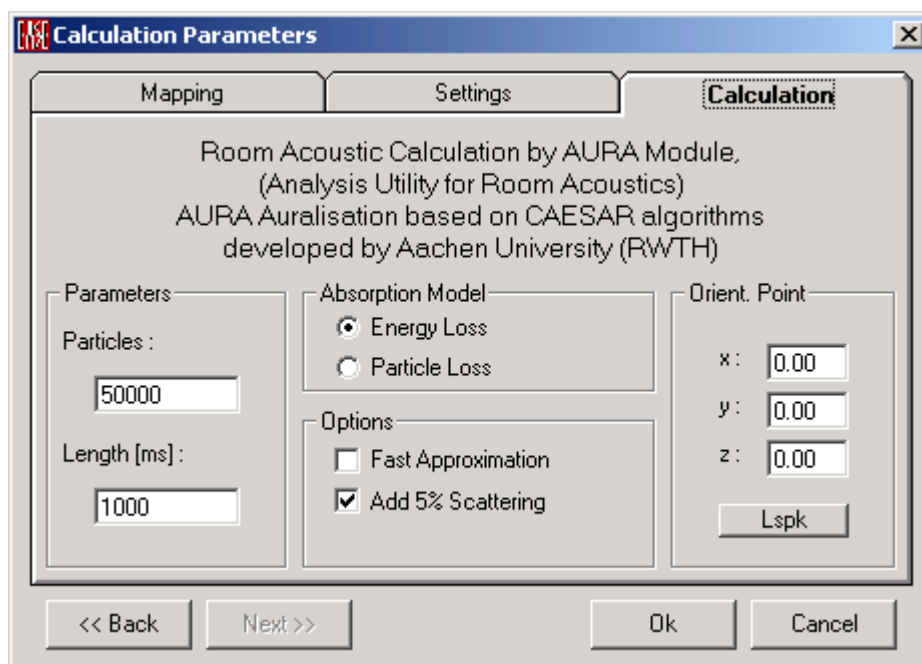 EASE
Calculation Parameters
Mapping
Settings
Calculation
Room Acoustic Calculation by AURA Module,
(Analysis Utility for Room Acoustics)
AURA Auralisation based on CAESAR algorithms
developed by Aachen University (RWTH)
Parameters
Particles :
50000
Length [ms] :
1000
Absorption Model
Energy Loss
Particle Loss
Options
Fast Approximation
Add 5% Scattering
Orient. Point
x : 0.00
y : 0.00
z : 0.00
Lspk
<< Back
Next >>
Ok
Cancel